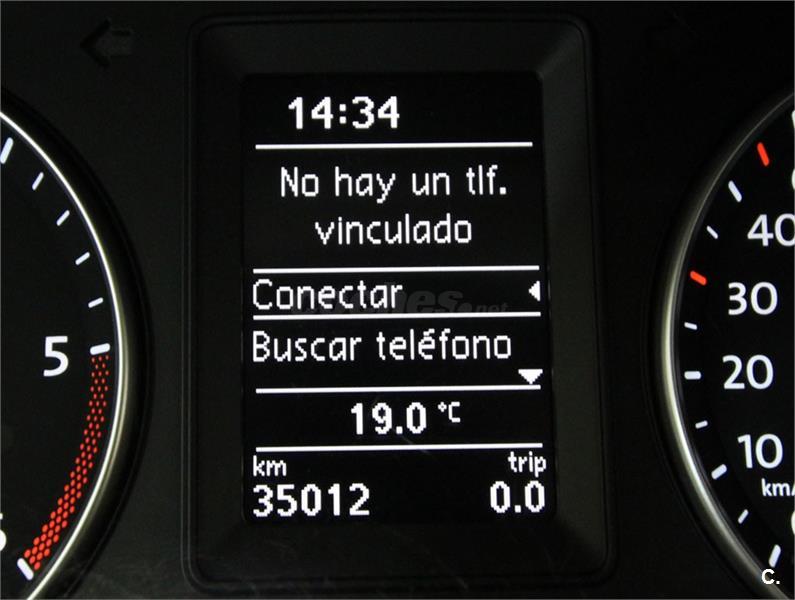 14:34
No hay un tlf.
vinculado
Conectar
Buscar teléfono
19.0 °C
km trip
35012 0.0
5
40
30
20
10
km/
C.